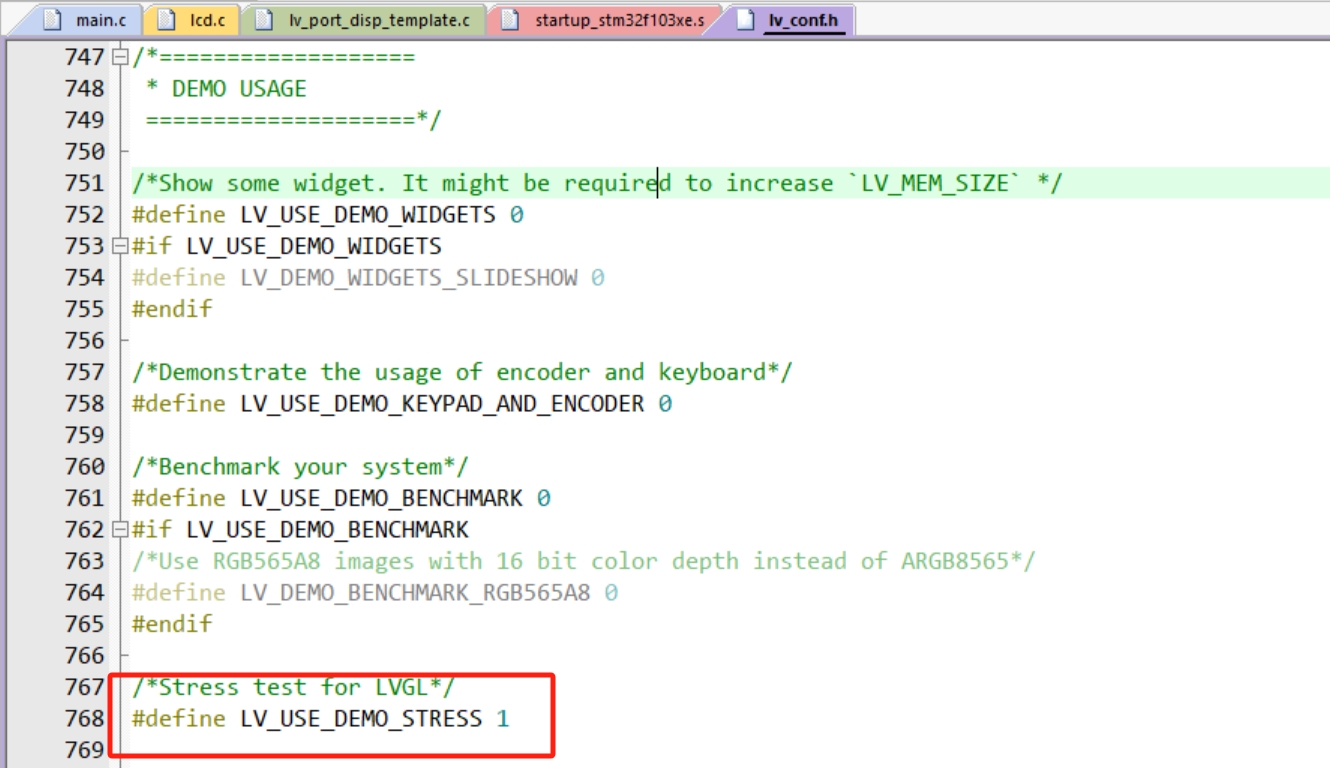 main.c lcd.c lv_port_disp_template.c startup_stm32f103xe.s lv_conf.h
747 /*===================
748 * DEMO USAGE
749 ====================*/
750
751 /*Show some widget. It might be required to increase `LV_MEM_SIZE` */
752 #define LV_USE_DEMO_WIDGETS 0
753 #if LV_USE_DEMO_WIDGETS
754 #define LV_DEMO_WIDGETS_SLIDESHOW 0
755 #endif
756
757 /*Demonstrate the usage of encoder and keyboard*/
758 #define LV_USE_DEMO_KEYPAD_AND_ENCODER 0
759
760 /*Benchmark your system*/
761 #define LV_USE_DEMO_BENCHMARK 0
762 #if LV_USE_DEMO_BENCHMARK
763 /*Use RGB565A8 images with 16 bit color depth instead of ARGB8565*/
764 #define LV_DEMO_BENCHMARK_RGB565A8 0
765 #endif
766
767 /*Stress test for LVGL*/
768 #define LV_USE_DEMO_STRESS 1
769